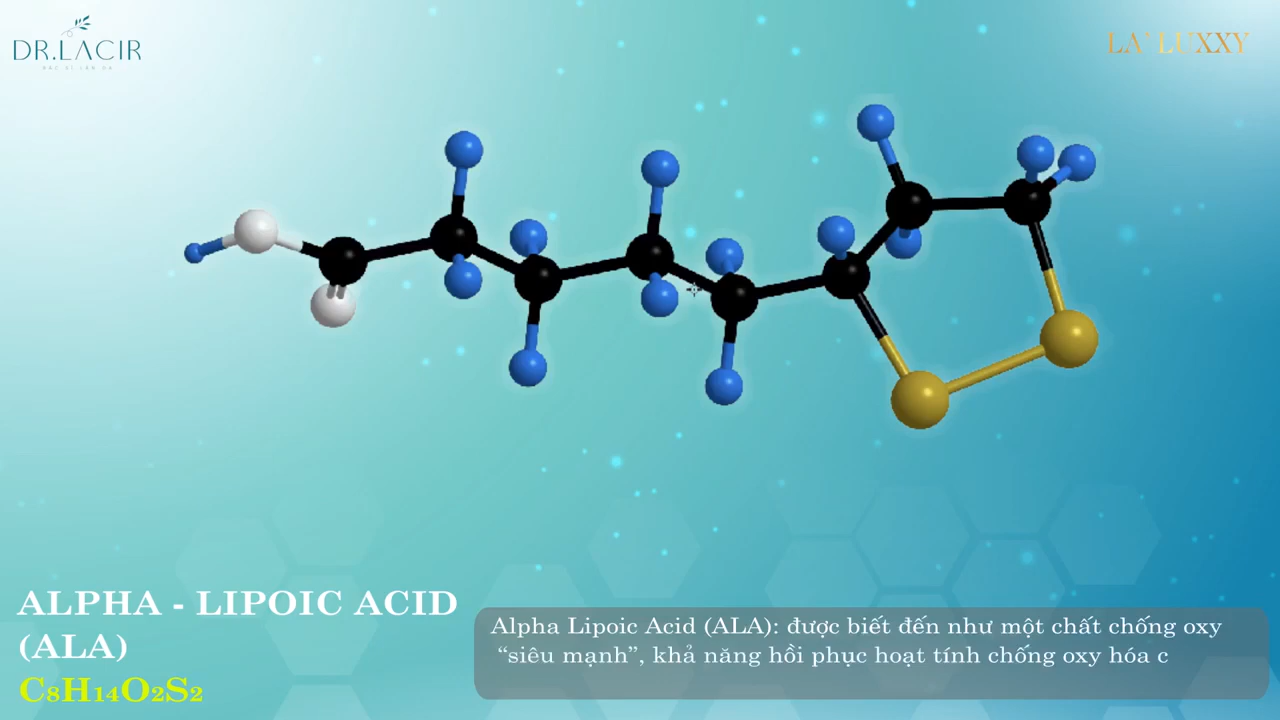 DR.LACIR
LA' LUXXY
ALPHA - LIPOIC ACID
(ALA)
C₈H₁₄O₂S₂
Alpha Lipoic Acid (ALA): được biết đến như một chất chống oxy
“siêu mạnh”, khả năng hồi phục hoạt tính chống oxy hóa c